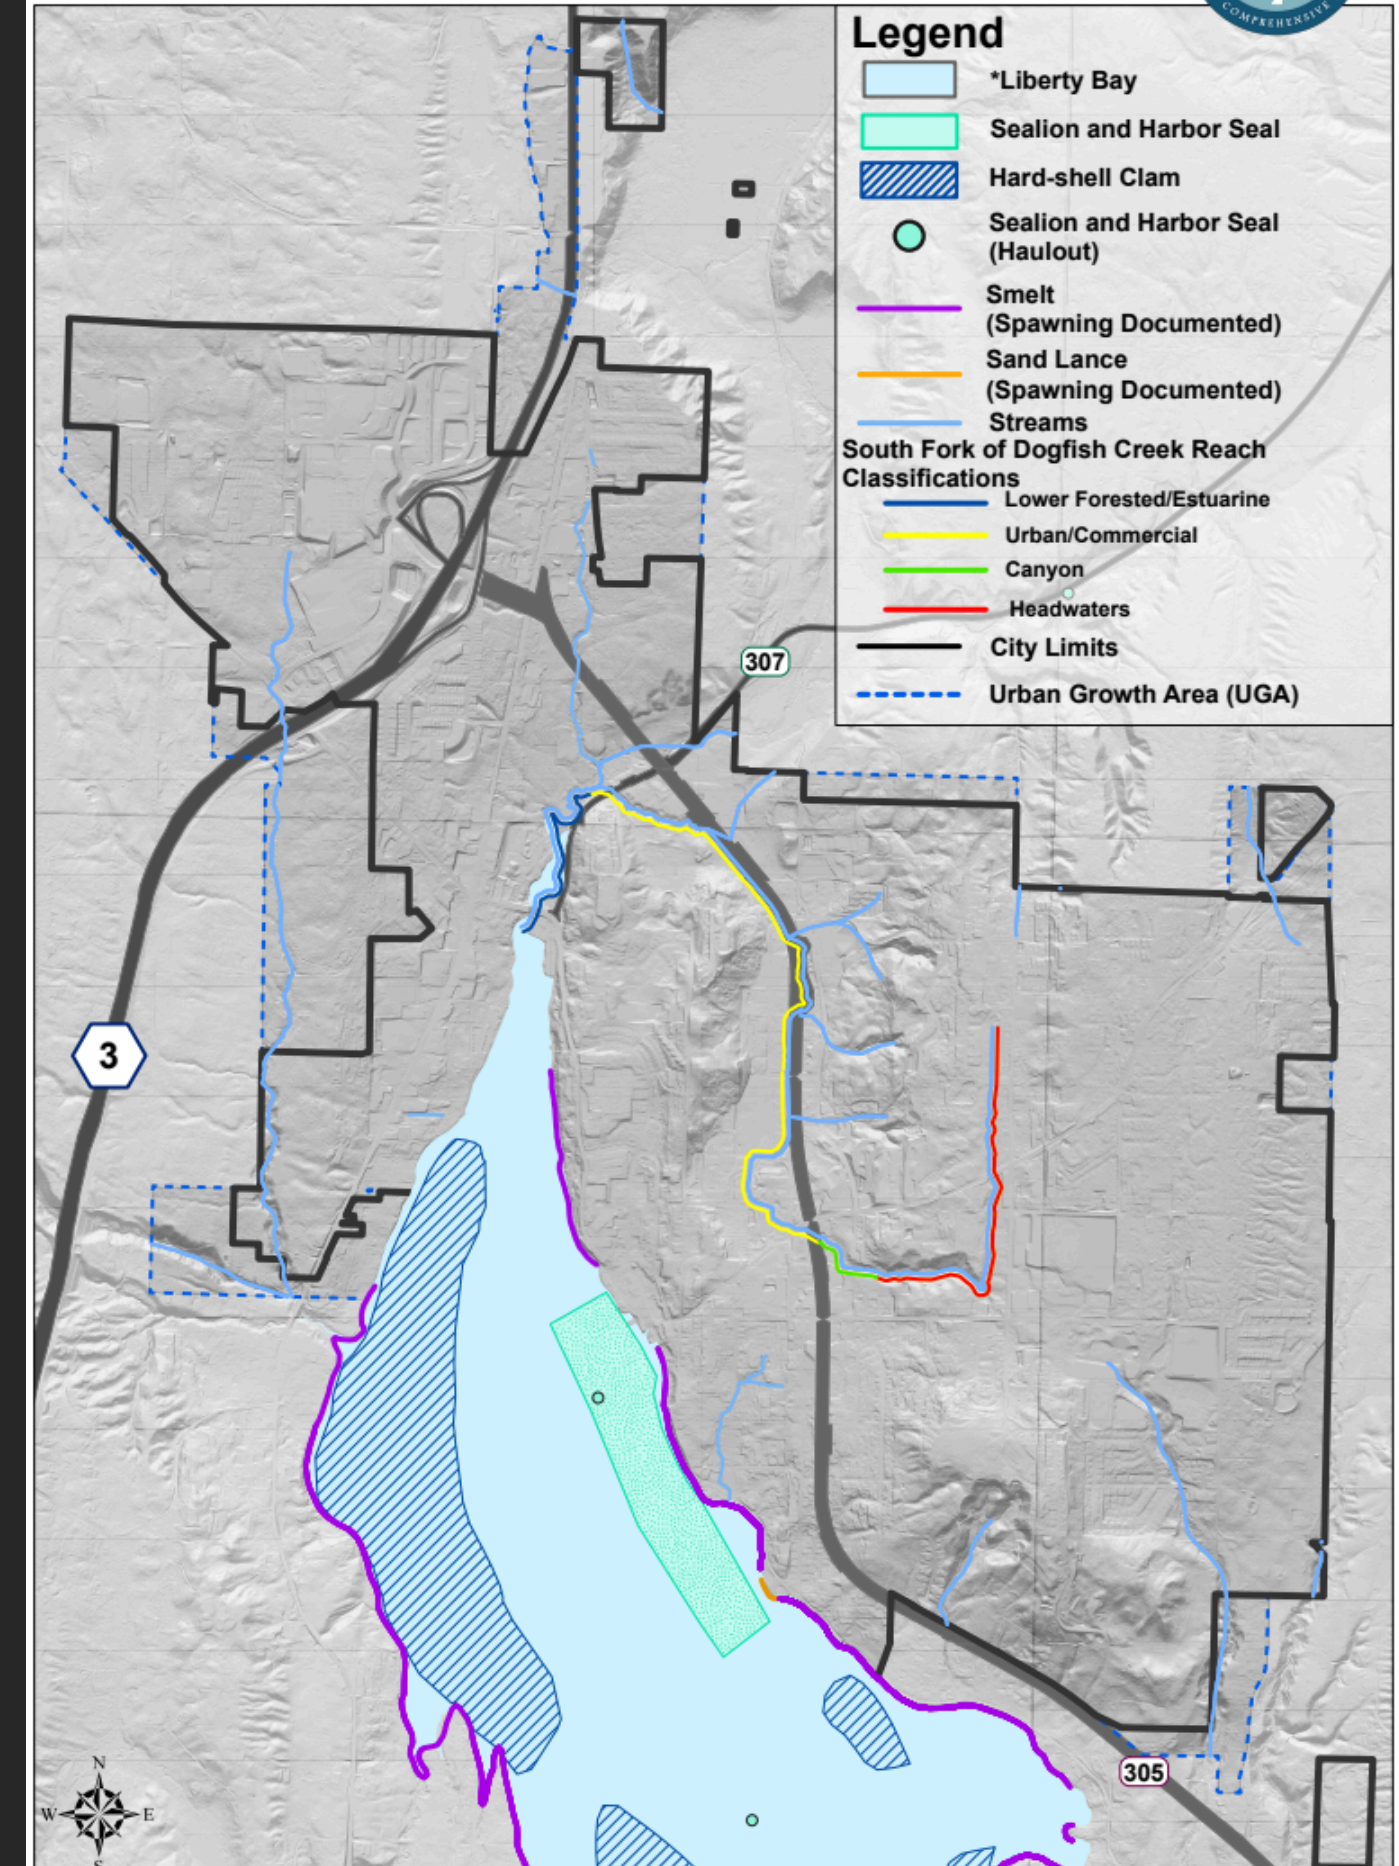 COMPREHENSIVE
Legend
*Liberty Bay
Sealion and Harbor Seal
Hard-shell Clam
Sealion and Harbor Seal
(Haulout)
Smelt
(Spawning Documented)
Sand Lance
(Spawning Documented)
Streams
South Fork of Dogfish Creek Reach
Classifications
Lower Forested/Estuarine
Urban/Commercial
Canyon
Headwaters
City Limits
Urban Growth Area (UGA)
307
3
305
N
W E
S